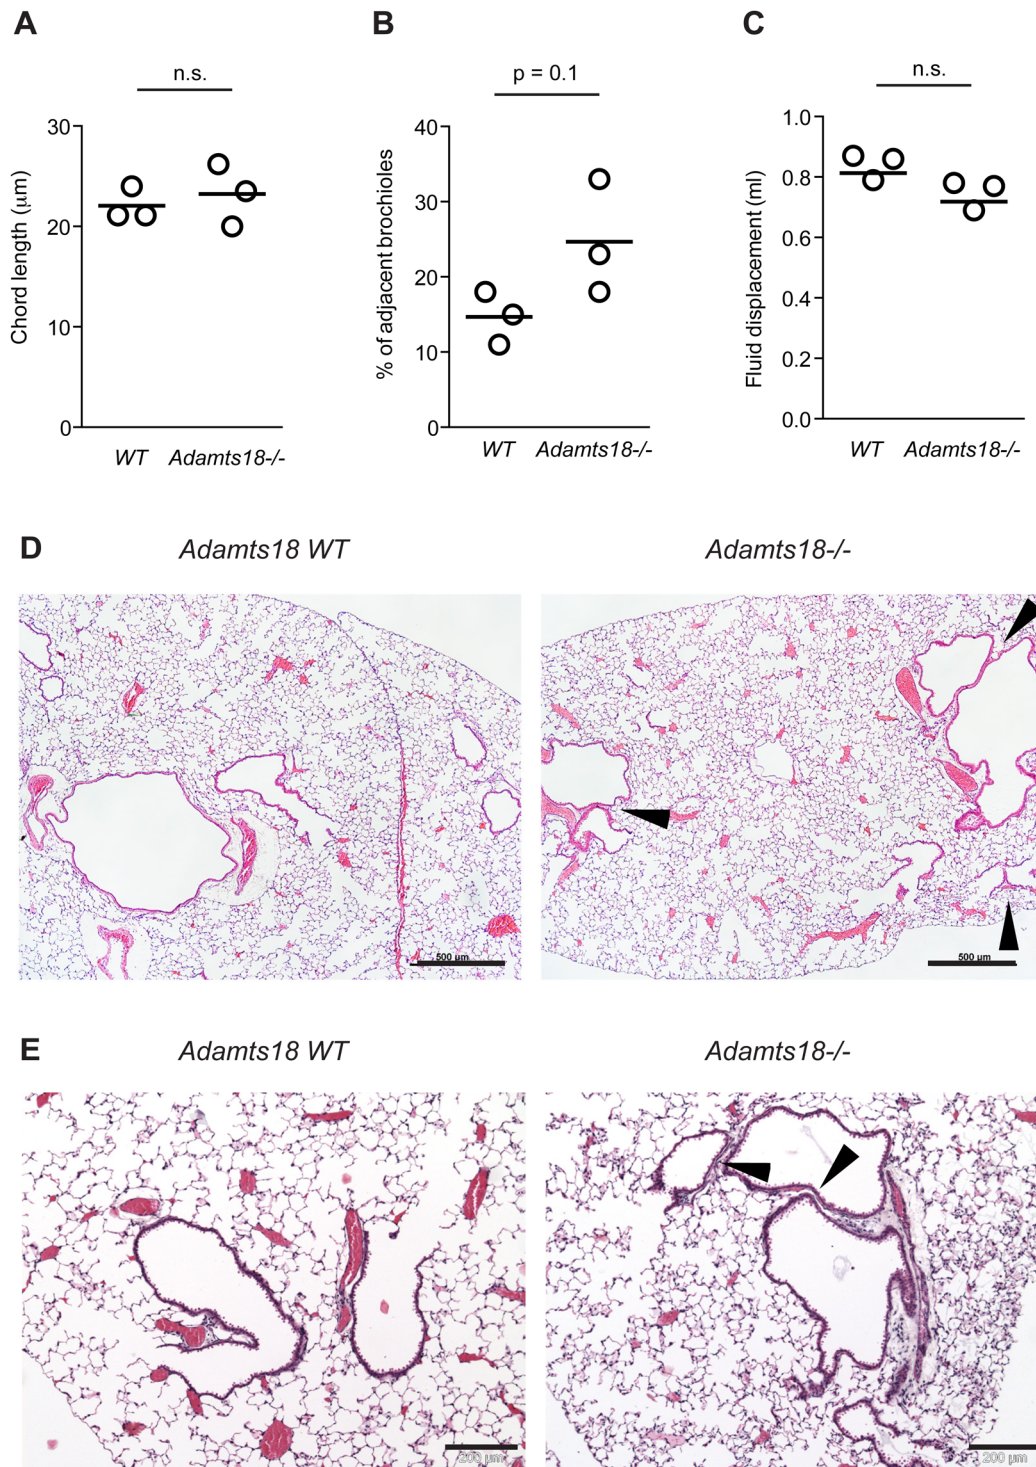 A
B
C
n.s.
p = 0.1
n.s.
Chord length (μm)
30
20
10
0
WT
Adamts18-/-
% of adjacent brochioles
40
30
20
10
0
WT
Adamts18-/-
Fluid displacement (ml)
1.0
0.8
0.6
0.4
0.2
0.0
WT
Adamts18-/-
D
Adamts18 WT
Adamts18-/-
500 μm
500 μm
E
Adamts18 WT
Adamts18-/-
200 μm
200 μm